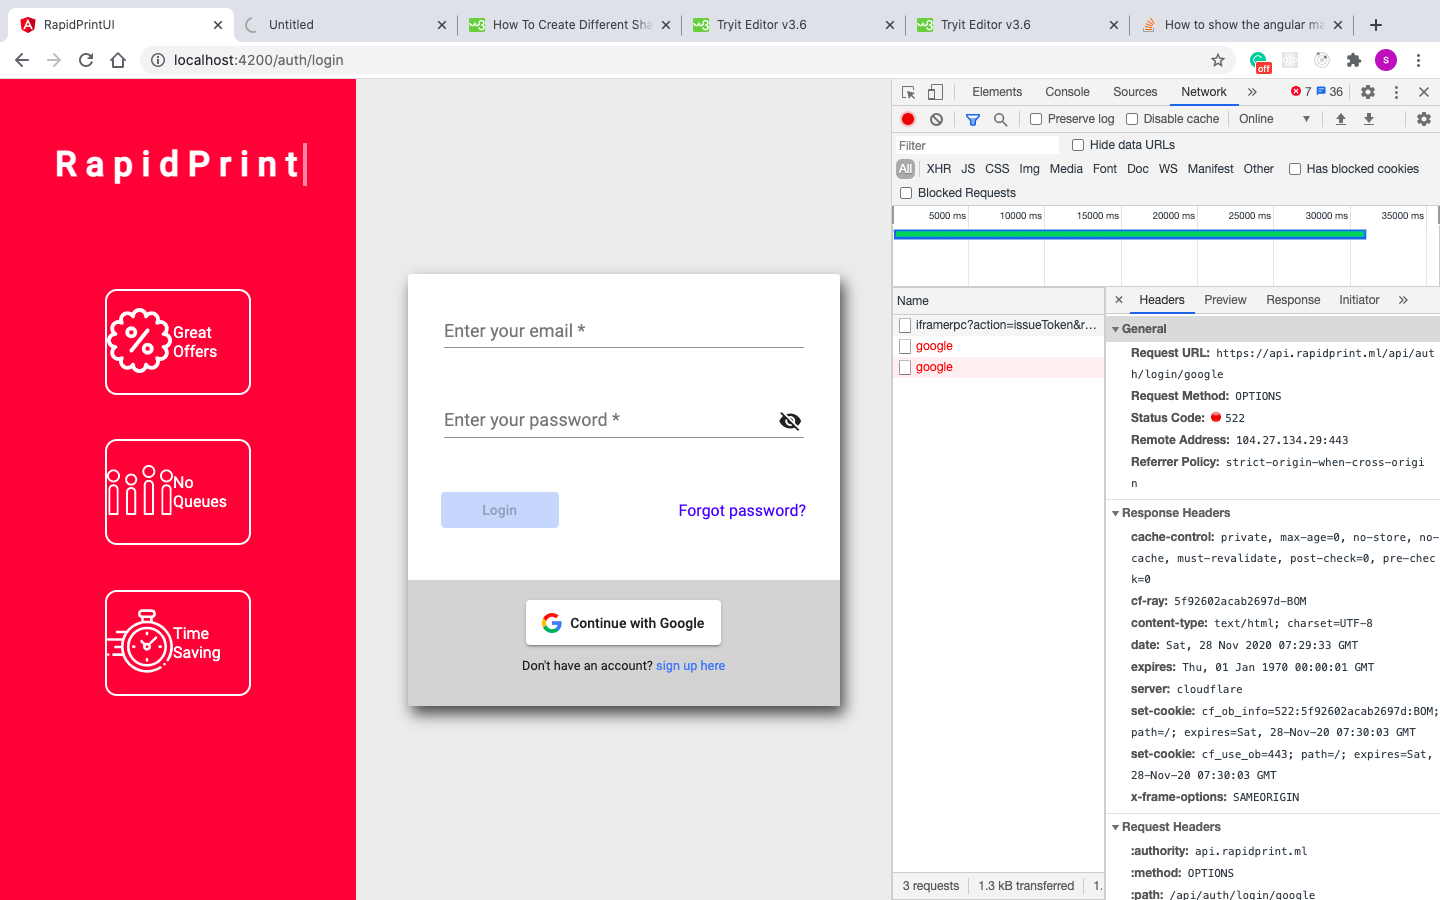 RapidPrintUI
Untitled
How To Create Different Sha
Tryit Editor v3.6
Tryit Editor v3.6
How to show the angular ma
localhost:4200/auth/login
off
S
RapidPrint
Great
Offers
No
Queues
Time
Saving
Enter your email *
Enter your password *
Login
Forgot password?
Continue with Google
Don't have an account? sign up here
Elements
Console
Sources
Network
7
36
Preserve log
Disable cache
Online
Filter
Hide data URLs
All
XHR
JS
CSS
Img
Media
Font
Doc
WS
Manifest
Other
Has blocked cookies
Blocked Requests
5000 ms
10000 ms
15000 ms
20000 ms
25000 ms
30000 ms
35000 ms
Name
iframerpc?action=issueToken&r...
google
google
3 requests
1.3 kB transferred
1.
Headers
Preview
Response
Initiator
General
Request URL: https://api.rapidprint.ml/api/aut
h/login/google
Request Method: OPTIONS
Status Code: 522
Remote Address: 104.27.134.29:443
Referrer Policy: strict-origin-when-cross-origi
n
Response Headers
cache-control: private, max-age=0, no-store, no-
cache, must-revalidate, post-check=0, pre-chec
k=0
cf-ray: 5f92602acab2697d-BOM
content-type: text/html; charset=UTF-8
date: Sat, 28 Nov 2020 07:29:33 GMT
expires: Thu, 01 Jan 1970 00:00:01 GMT
server: cloudflare
set-cookie: cf_ob_info=522:5f92602acab2697d:BOM;
path=/; expires=Sat, 28-Nov-20 07:30:03 GMT
set-cookie: cf_use_ob=443; path=/; expires=Sat,
28-Nov-20 07:30:03 GMT
x-frame-options: SAMEORIGIN
Request Headers
:authority: api.rapidprint.ml
:method: OPTIONS
:path: /api/auth/login/google